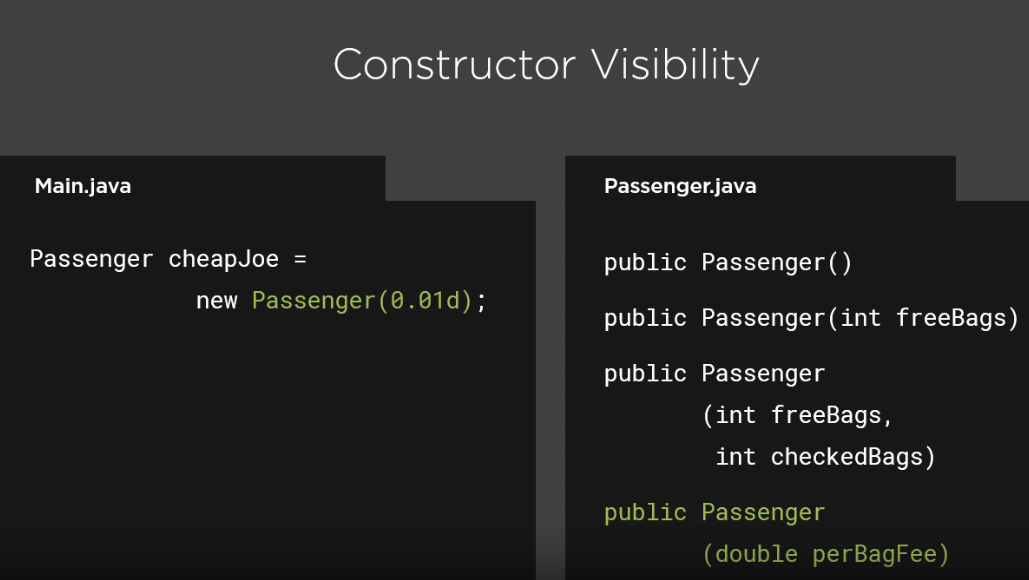 Constructor Visibility
Main.java
Passenger cheapJoe =
new Passenger(0.01d);
Passenger.java
public Passenger()
public Passenger(int freeBags)
public Passenger
(int freeBags,
int checkedBags)
public Passenger
(double perBagFee)